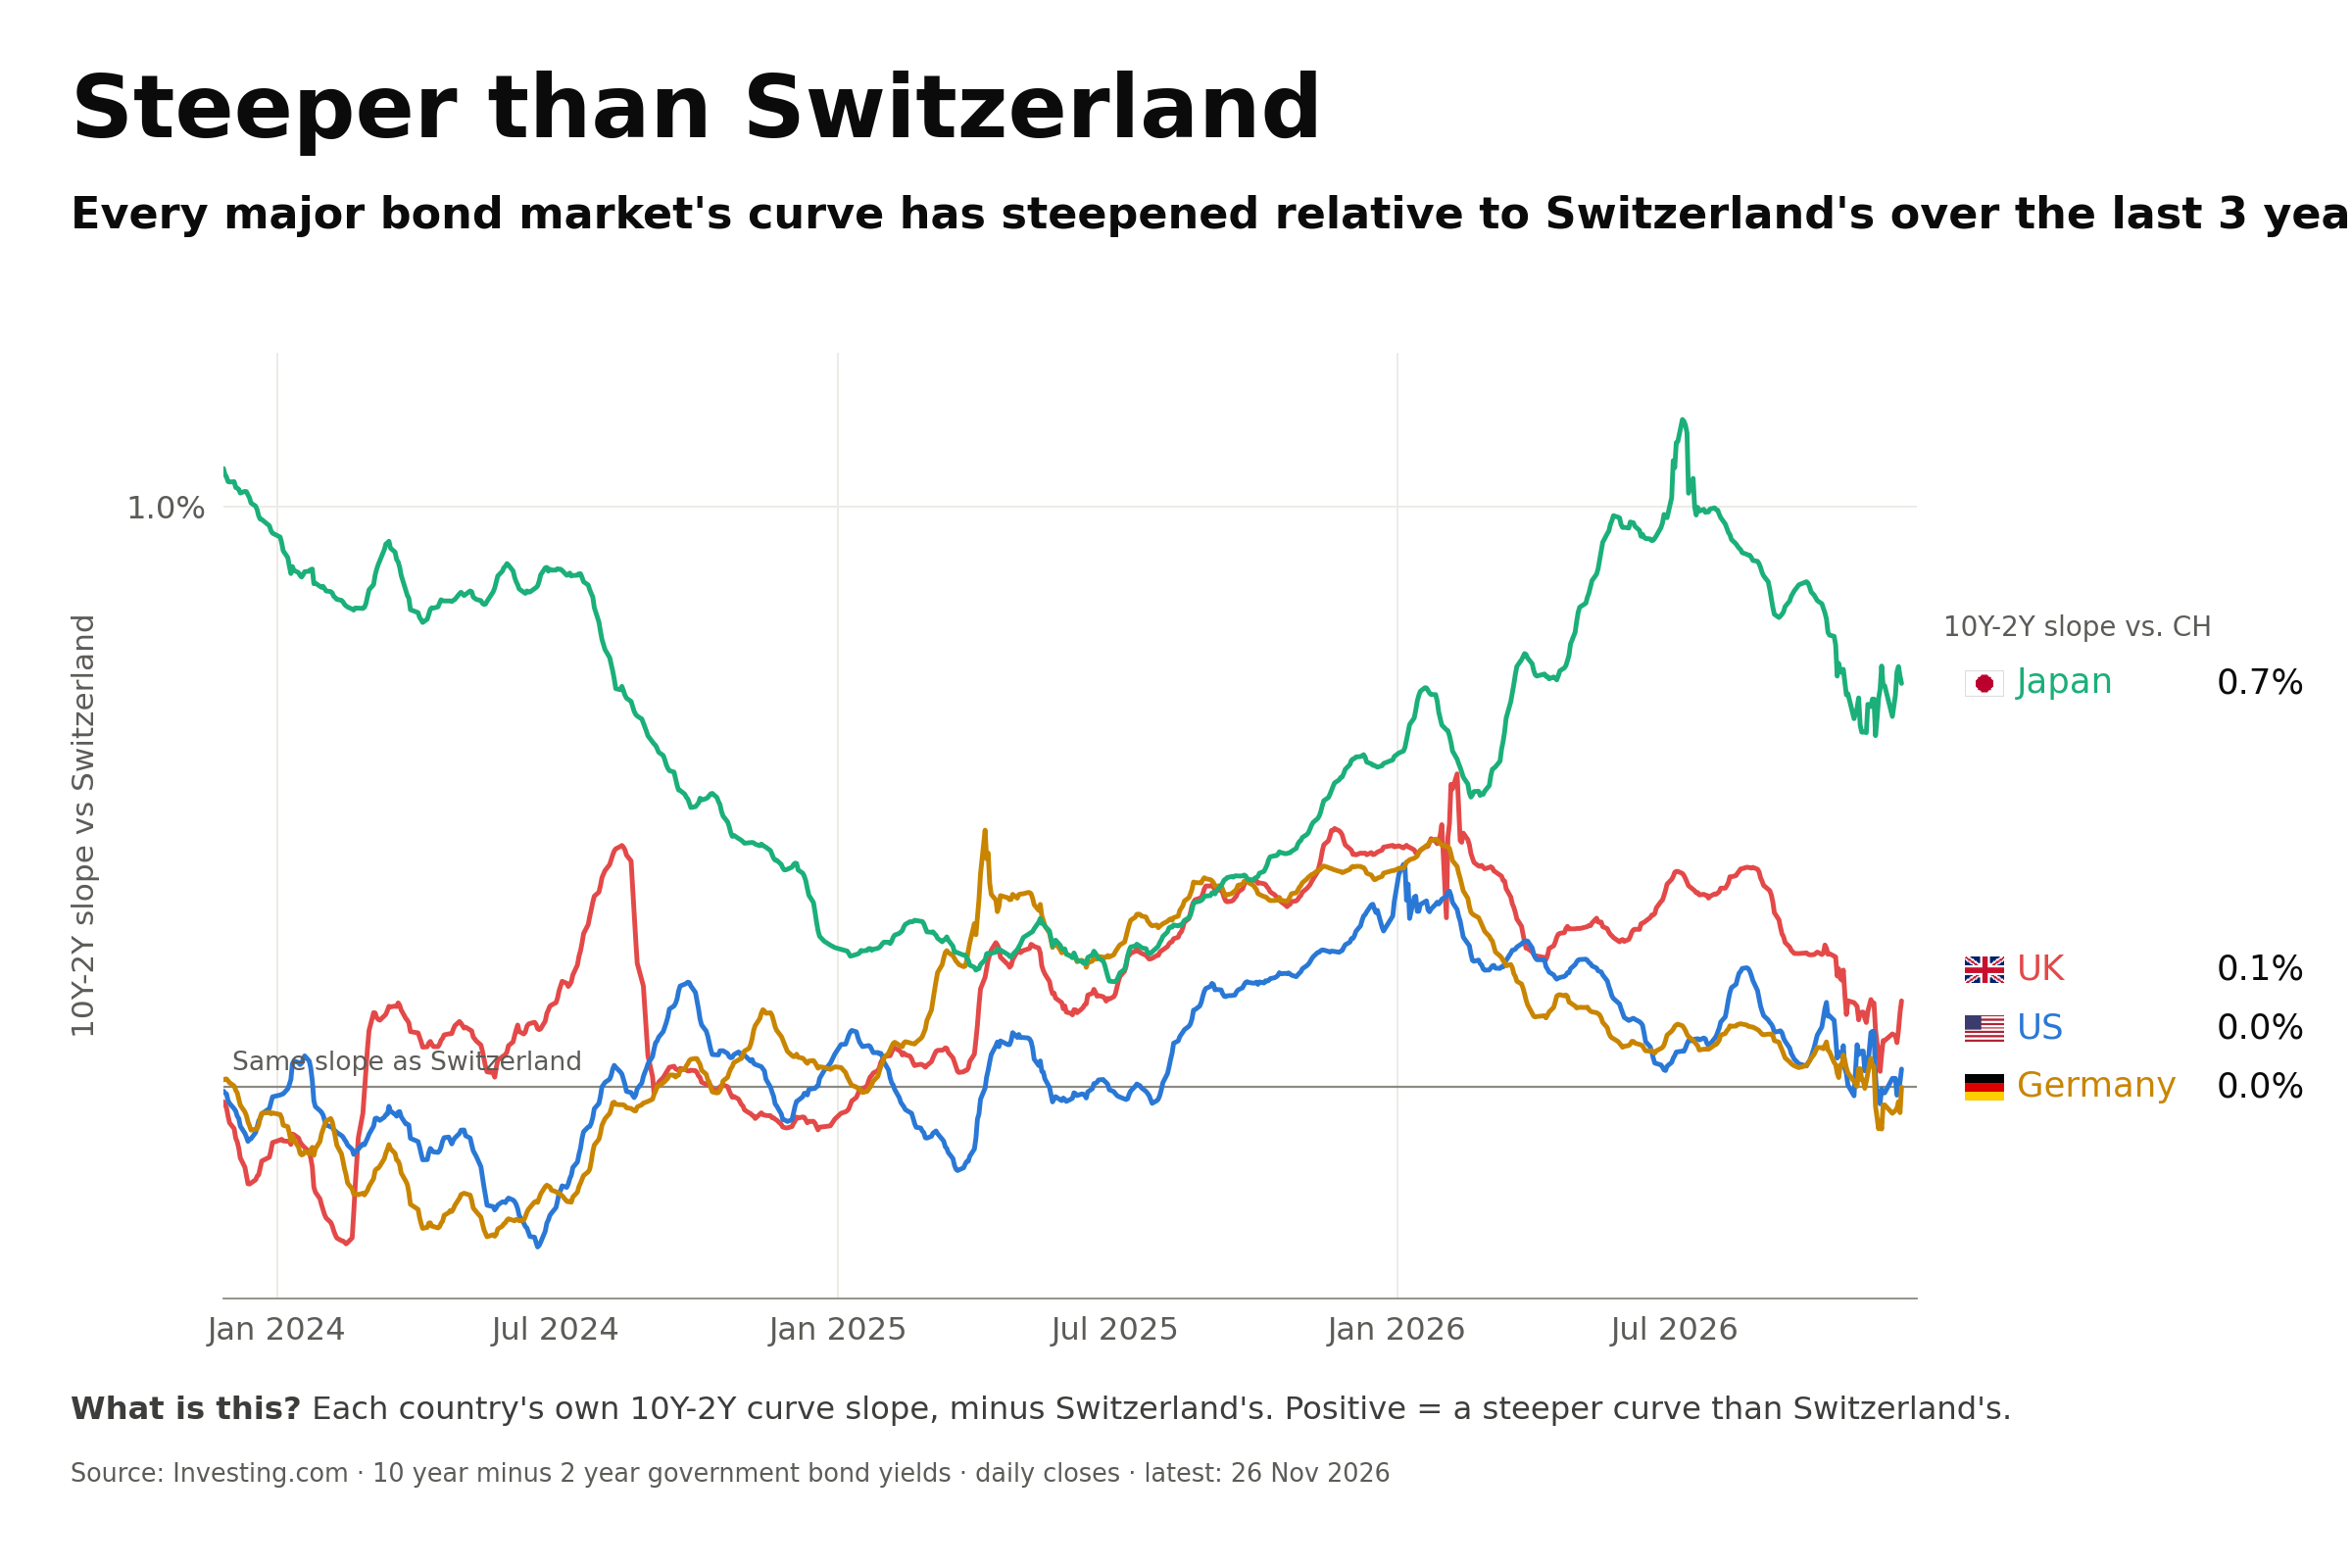 Steeper than Switzerland
Every major bond market's curve has steepened relative to Switzerland's over the last 3 yea
10Y-2Y slope vs Switzerland
1.0%
Same slope as Switzerland
10Y-2Y slope vs. CH
Japan 0.7%
UK 0.1%
US 0.0%
Germany 0.0%
Jan 2024 Jul 2024 Jan 2025 Jul 2025 Jan 2026 Jul 2026
What is this? Each country's own 10Y-2Y curve slope, minus Switzerland's. Positive = a steeper curve than Switzerland's.
Source: Investing.com · 10 year minus 2 year government bond yields · daily closes · latest: 26 Nov 2026